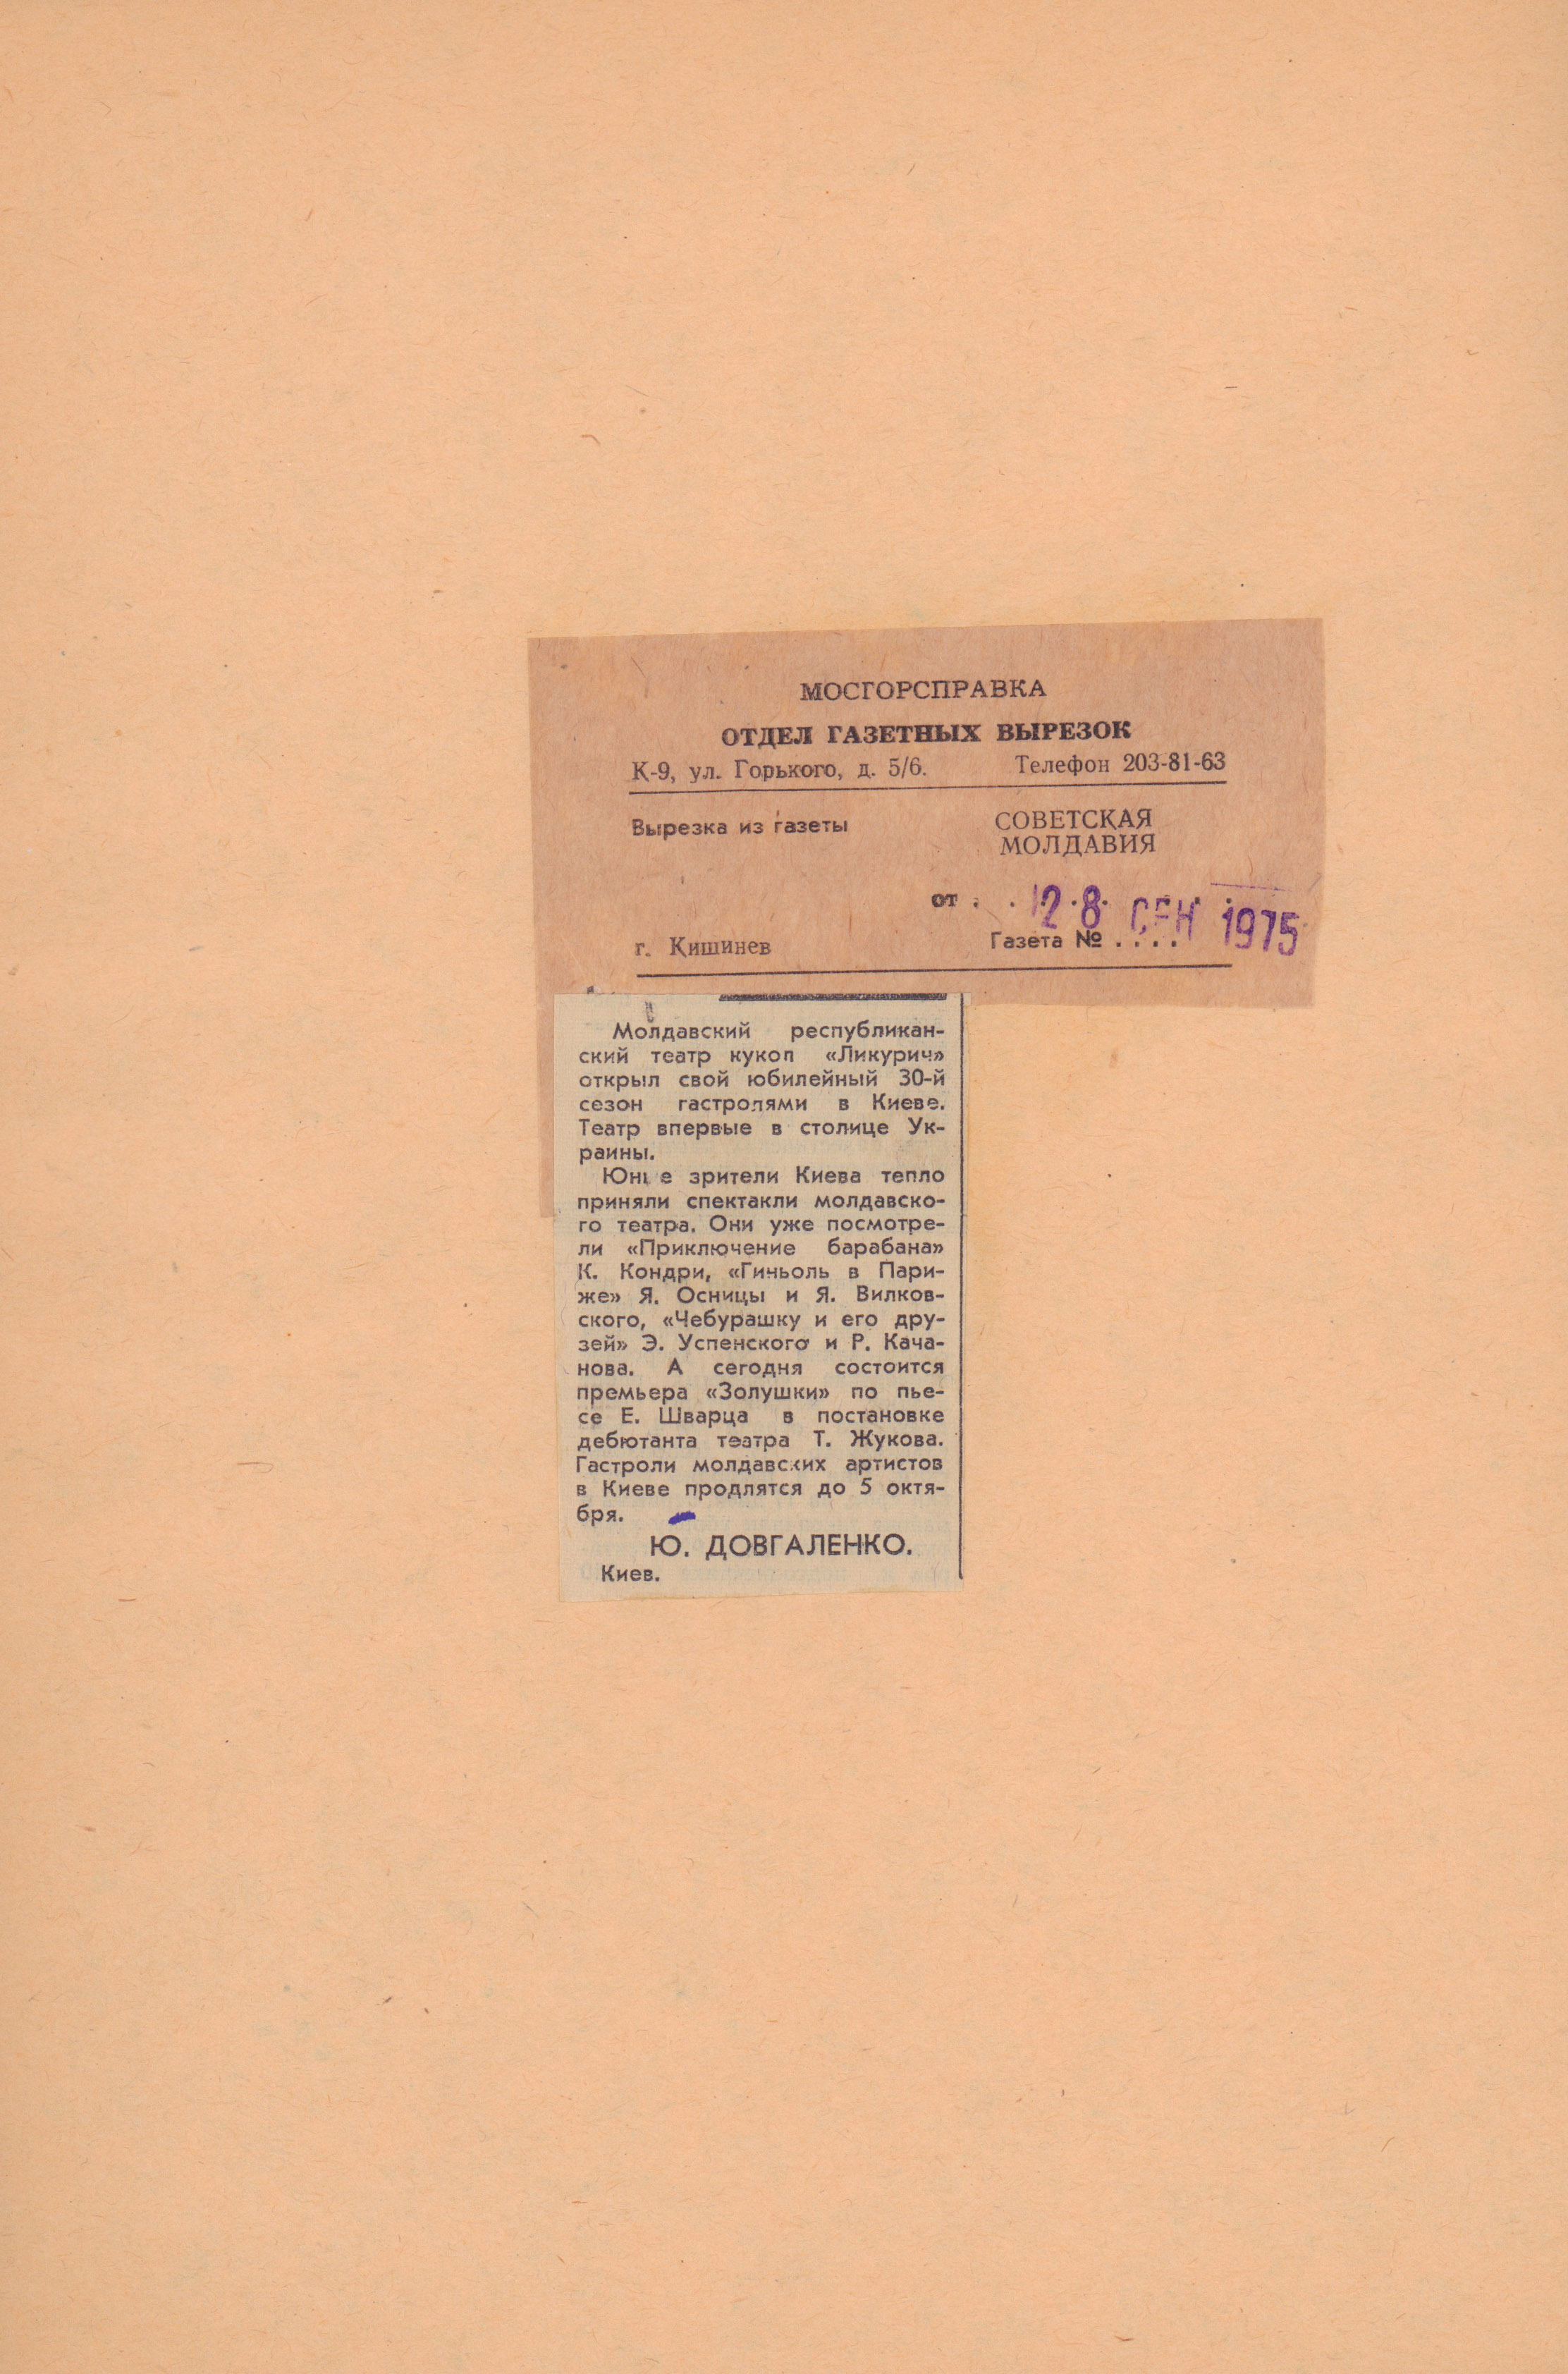 МОСГОРСПРАВКА
ОТДЕЛ ГАЗЕТНЫХ ВЫРЕЗОК
К-9, ул. Горького, д. 5/6. Телефон 203-81-63
Вырезка из газеты СОВЕТСКАЯ
МОЛДАВИЯ
от . . 28 СЕН 1975
г. Кишинев Газета № . . . .
Молдавский республикан-
ский театр кукол «Ликурич»
открыл свой юбилейный 30-й
сезон гастролями в Киеве.
Театр впервые в столице Ук-
раины.
Юные зрители Киева тепло
приняли спектакли молдавско-
го театра. Они уже посмотре-
ли «Приключение барабана»
К. Кондри, «Гиньоль в Пари-
же» Я. Осницы и Я. Вилков-
ского, «Чебурашку и его дру-
зей» Э. Успенского и Р. Кача-
нова. А сегодня состоится
премьера «Золушки» по пье-
се Е. Шварца в постановке
дебютанта театра Т. Жукова.
Гастроли молдавских артистов
в Киеве продлятся до 5 октя-
бря.
Ю. ДОВГАЛЕНКО.
Киев.